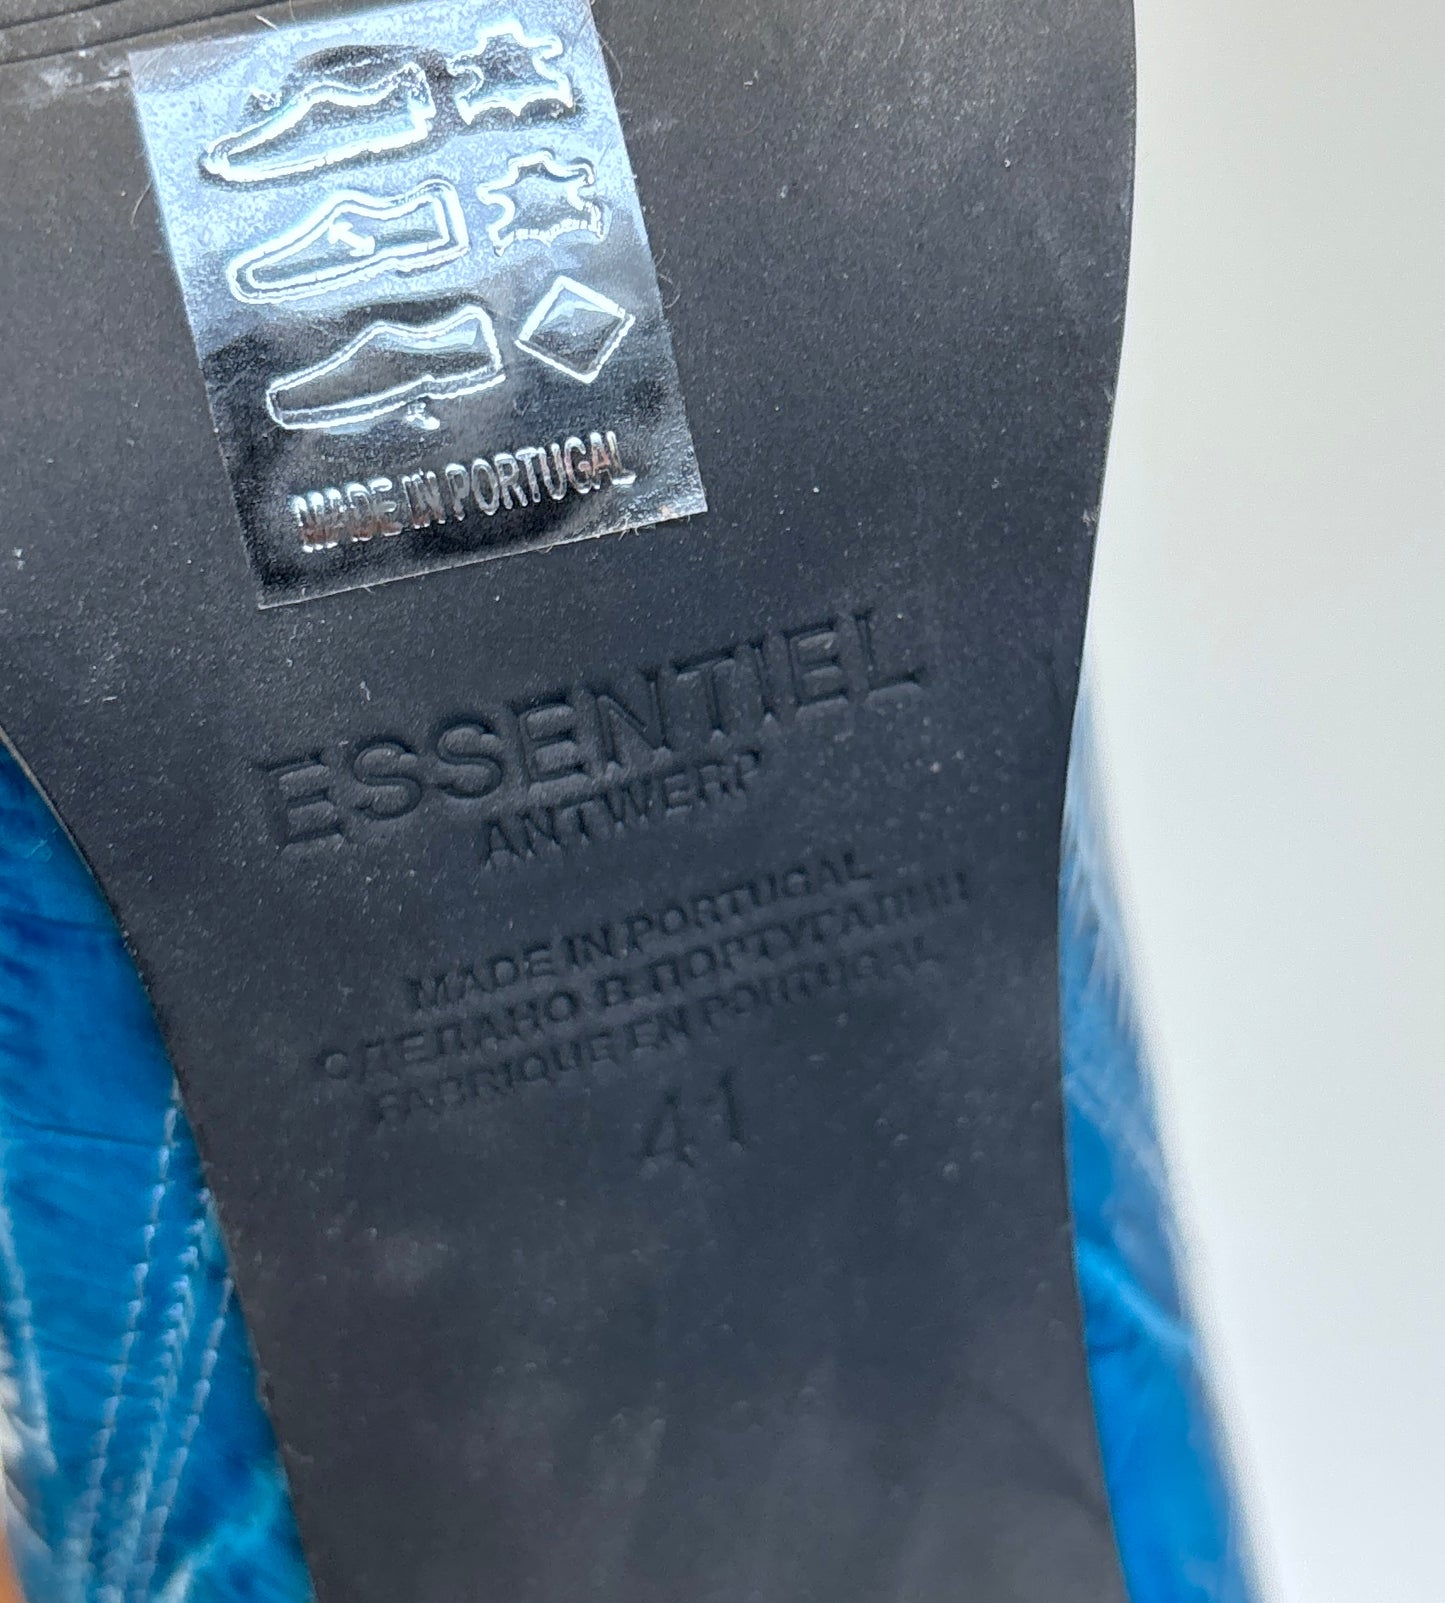 MADE IN PORTUGAL
ESSENTIEL
ANTWERP
MADE IN PORTUGAL
СДЕЛАНО В ПОРТУГАЛИИ
FABRIQUE EN PORTUGAL
41